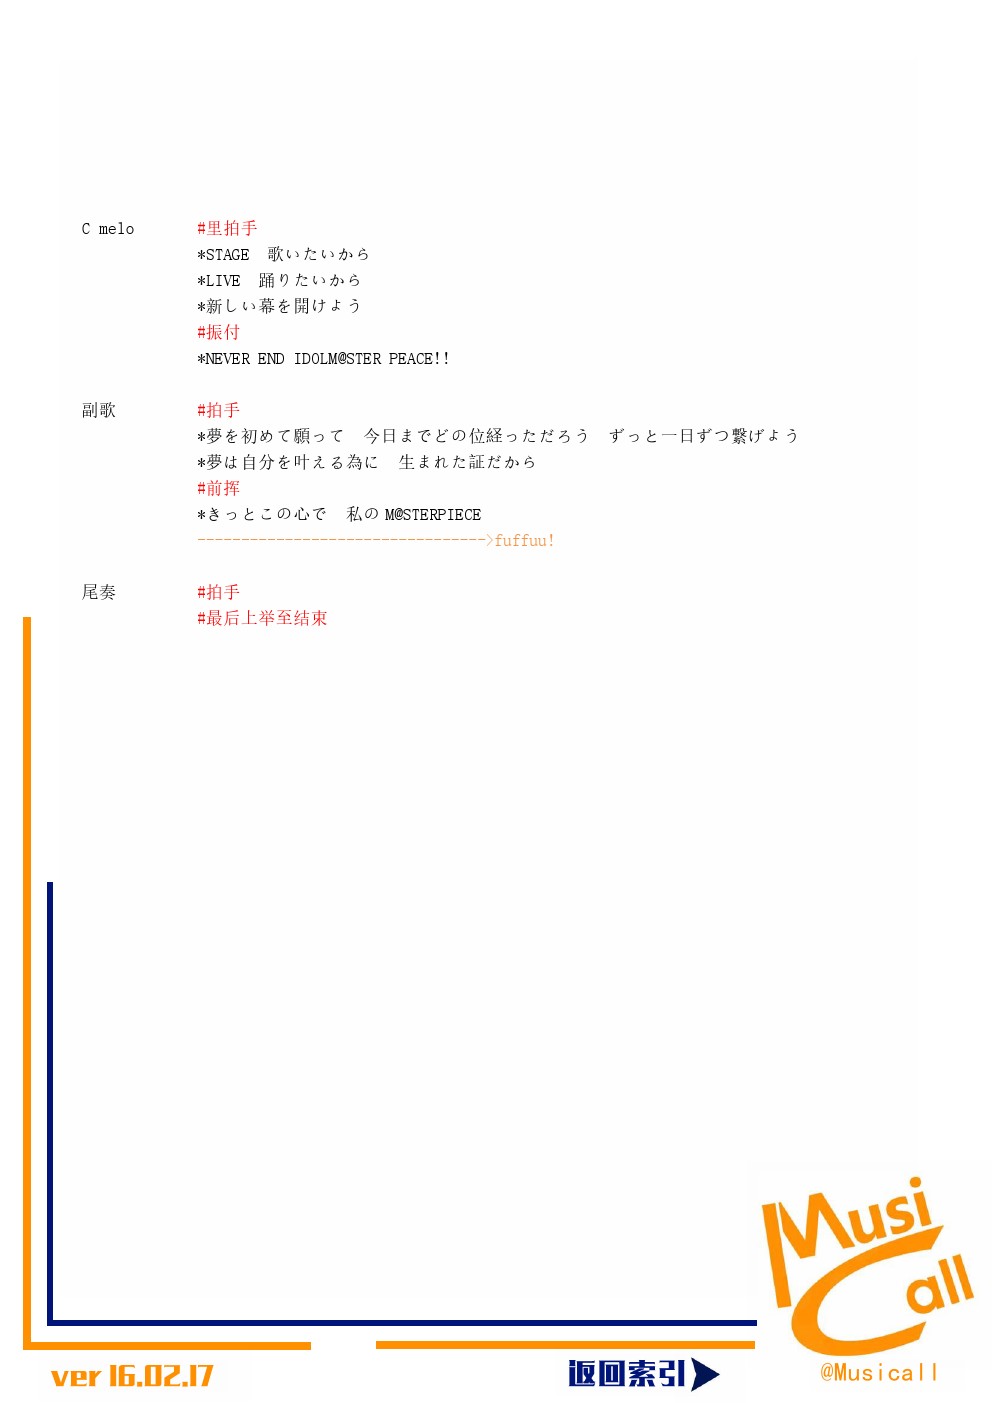 C melo #里拍手
*STAGE 歌いたいから
*LIVE 踊りたいから
*新しい幕を開けよう
#振付
*NEVER END IDOLM@STER PEACE!!
副歌 #拍手
*夢を初めて願って 今日までどの位経っただろう ずっと一日ずつ繋げよう
*夢は自分を叶える為に 生まれた証だから
#前挥
*きっとこの心で 私のM@STERPIECE
--------------------------------->fuffuu!
尾奏 #拍手
#最后上举至结束
Musi
Call
ver 16.02.17
返回索引
@Musicall